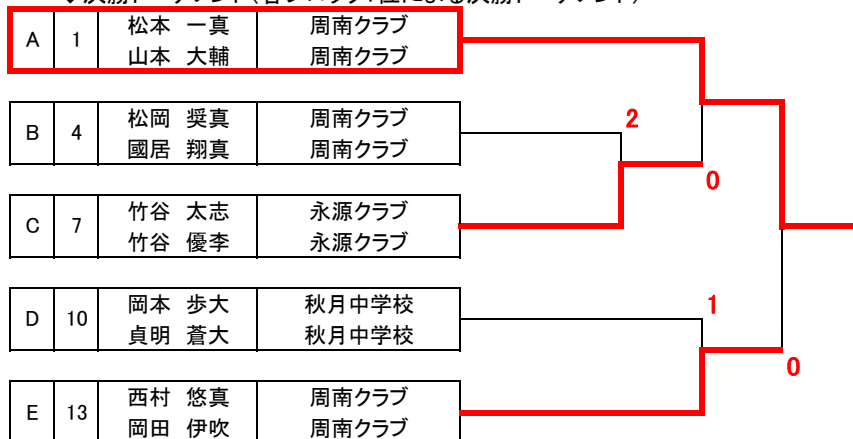 A 1 松本 一真 周南クラブ
山本 大輔 周南クラブ
B 4 松岡 奨真 周南クラブ
國居 翔真 周南クラブ
2
0
C 7 竹谷 太志 永源クラブ
竹谷 優李 永源クラブ
D 10 岡本 歩大 秋月中学校
貞明 蒼大 秋月中学校
1
0
E 13 西村 悠真 周南クラブ
岡田 伊吹 周南クラブ